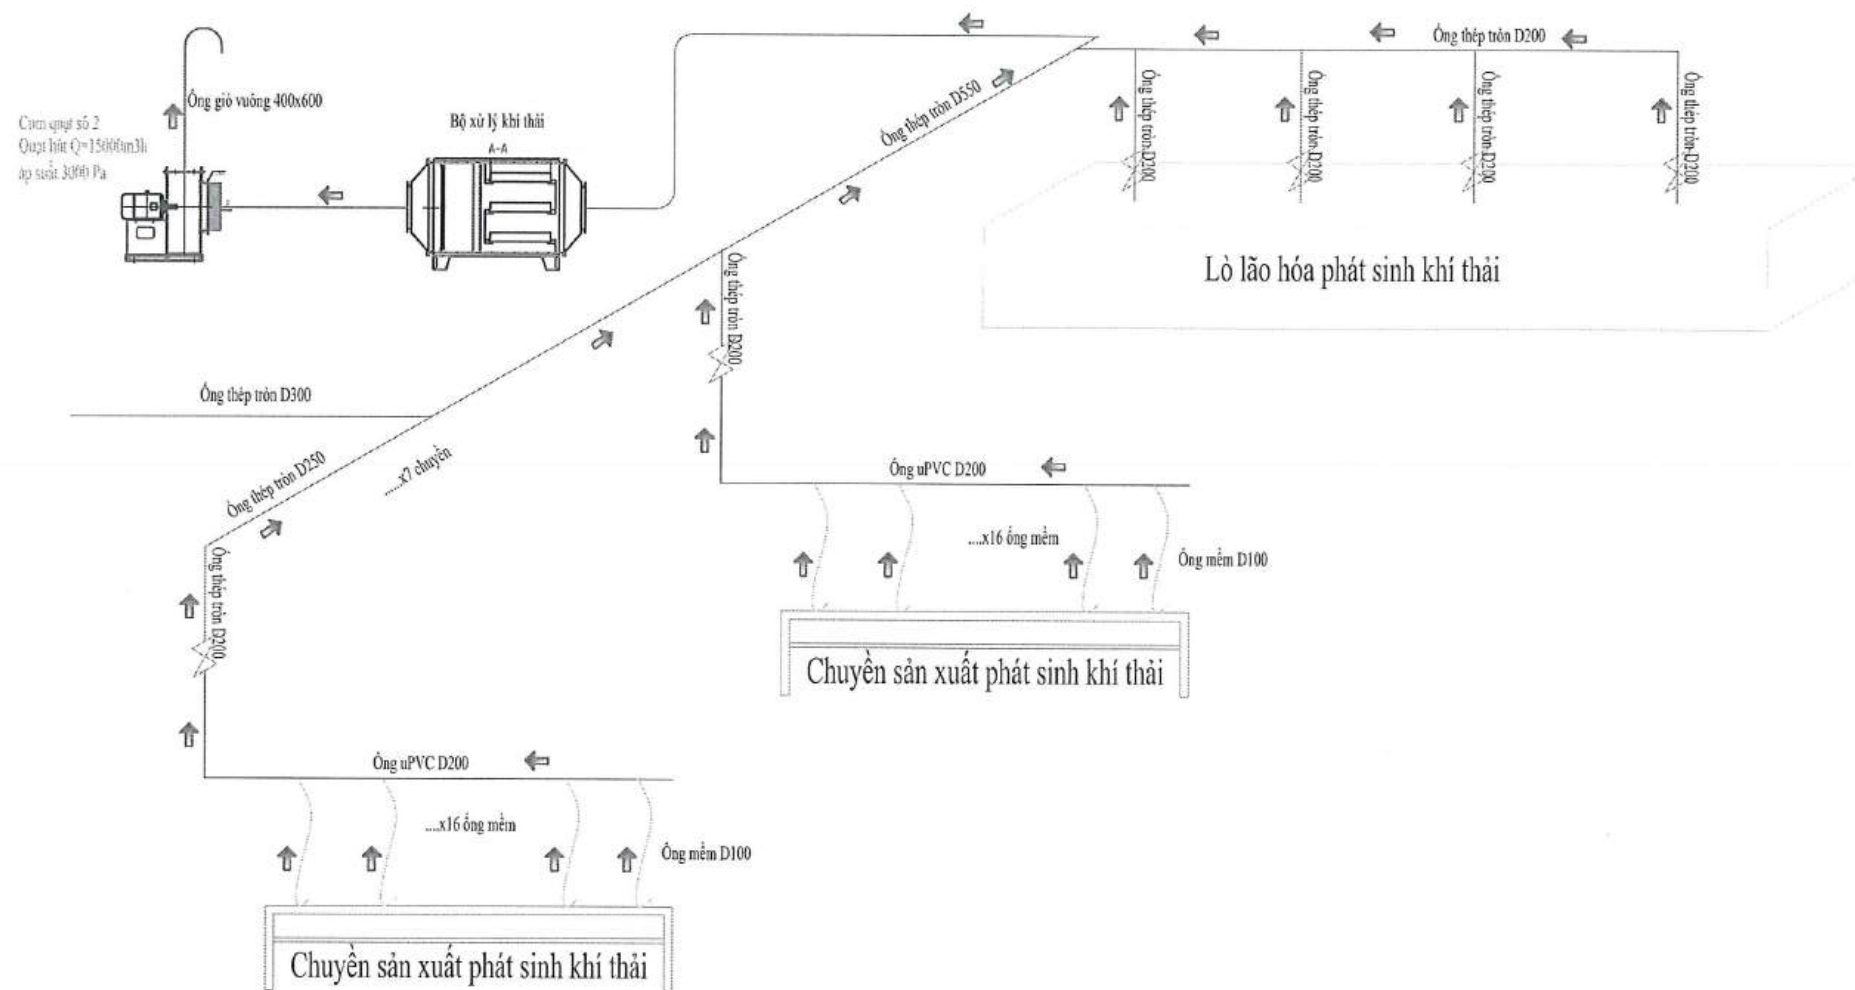 Ống thép tròn D200
Ống gió vuông 400x600
Cụm quạt số 2
Quạt hút Q=15000m3h
áp suất 3000 Pa
Bộ xử lý khí thải
A-A
Ống thép tròn D550
Ống thép tròn D200
Ống thép tròn D200
Ống thép tròn D200
Ống thép tròn D200
Lò lão hóa phát sinh khí thải
Ống thép tròn D200
Ống thép tròn D300
Ống thép tròn D250
....x7 chuyền
Ống uPVC D200
....x16 ống mềm
Ống mềm D100
Chuyền sản xuất phát sinh khí thải
Ống thép tròn D200
Ống uPVC D200
....x16 ống mềm
Ống mềm D100
Chuyền sản xuất phát sinh khí thải